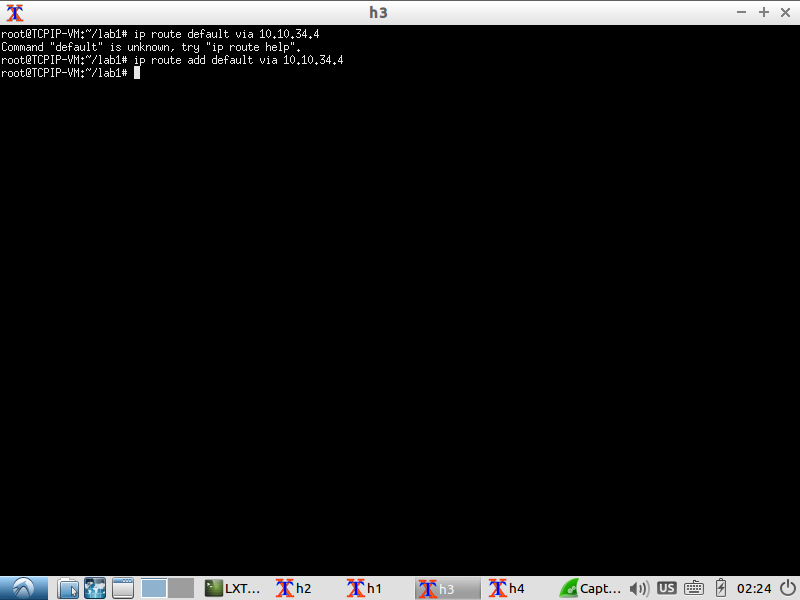 h3
root@TCPIP-VM:~/lab1# ip route default via 10.10.34.4
Command "default" is unknown, try "ip route help".
root@TCPIP-VM:~/lab1# ip route add default via 10.10.34.4
root@TCPIP-VM:~/lab1#
LXT... h2 h1 h3 h4 Capt... US 02:24